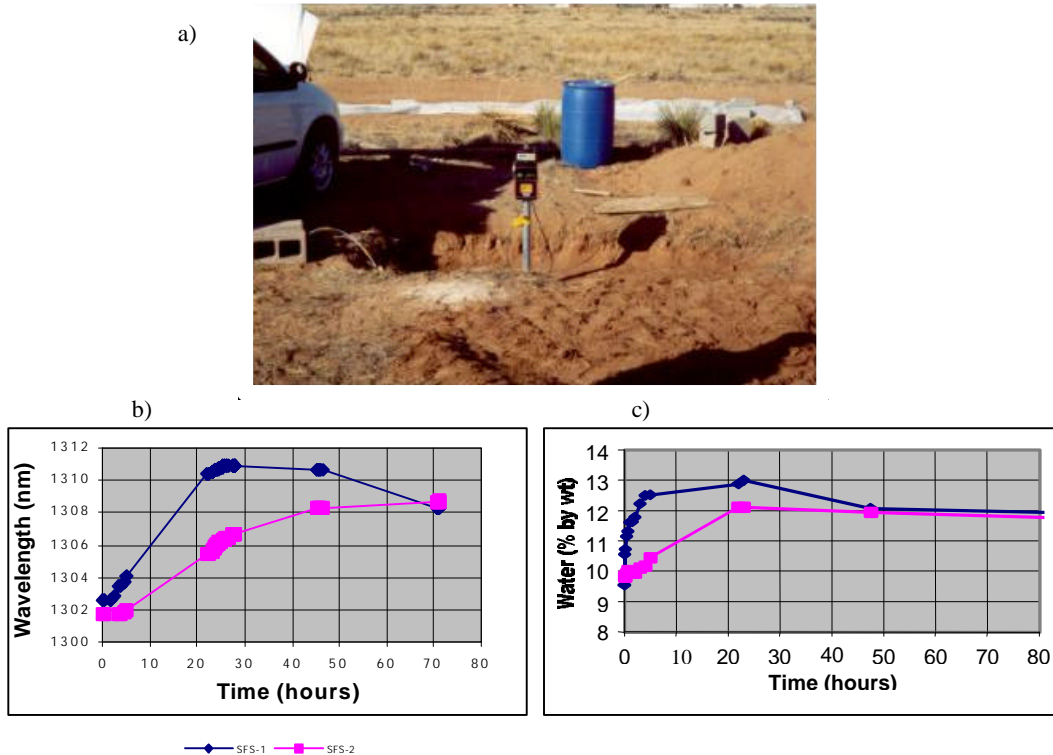 a)
b)
c)
Wavelength (nm)
1312
1310
1308
1306
1304
1302
1300
0 10 20 30 40 50 60 70 80
Time (hours)
SFS-1 SFS-2
Water (% by wt)
14
13
12
11
10
9
8
0 10 20 30 40 50 60 70 80
Time (hours)